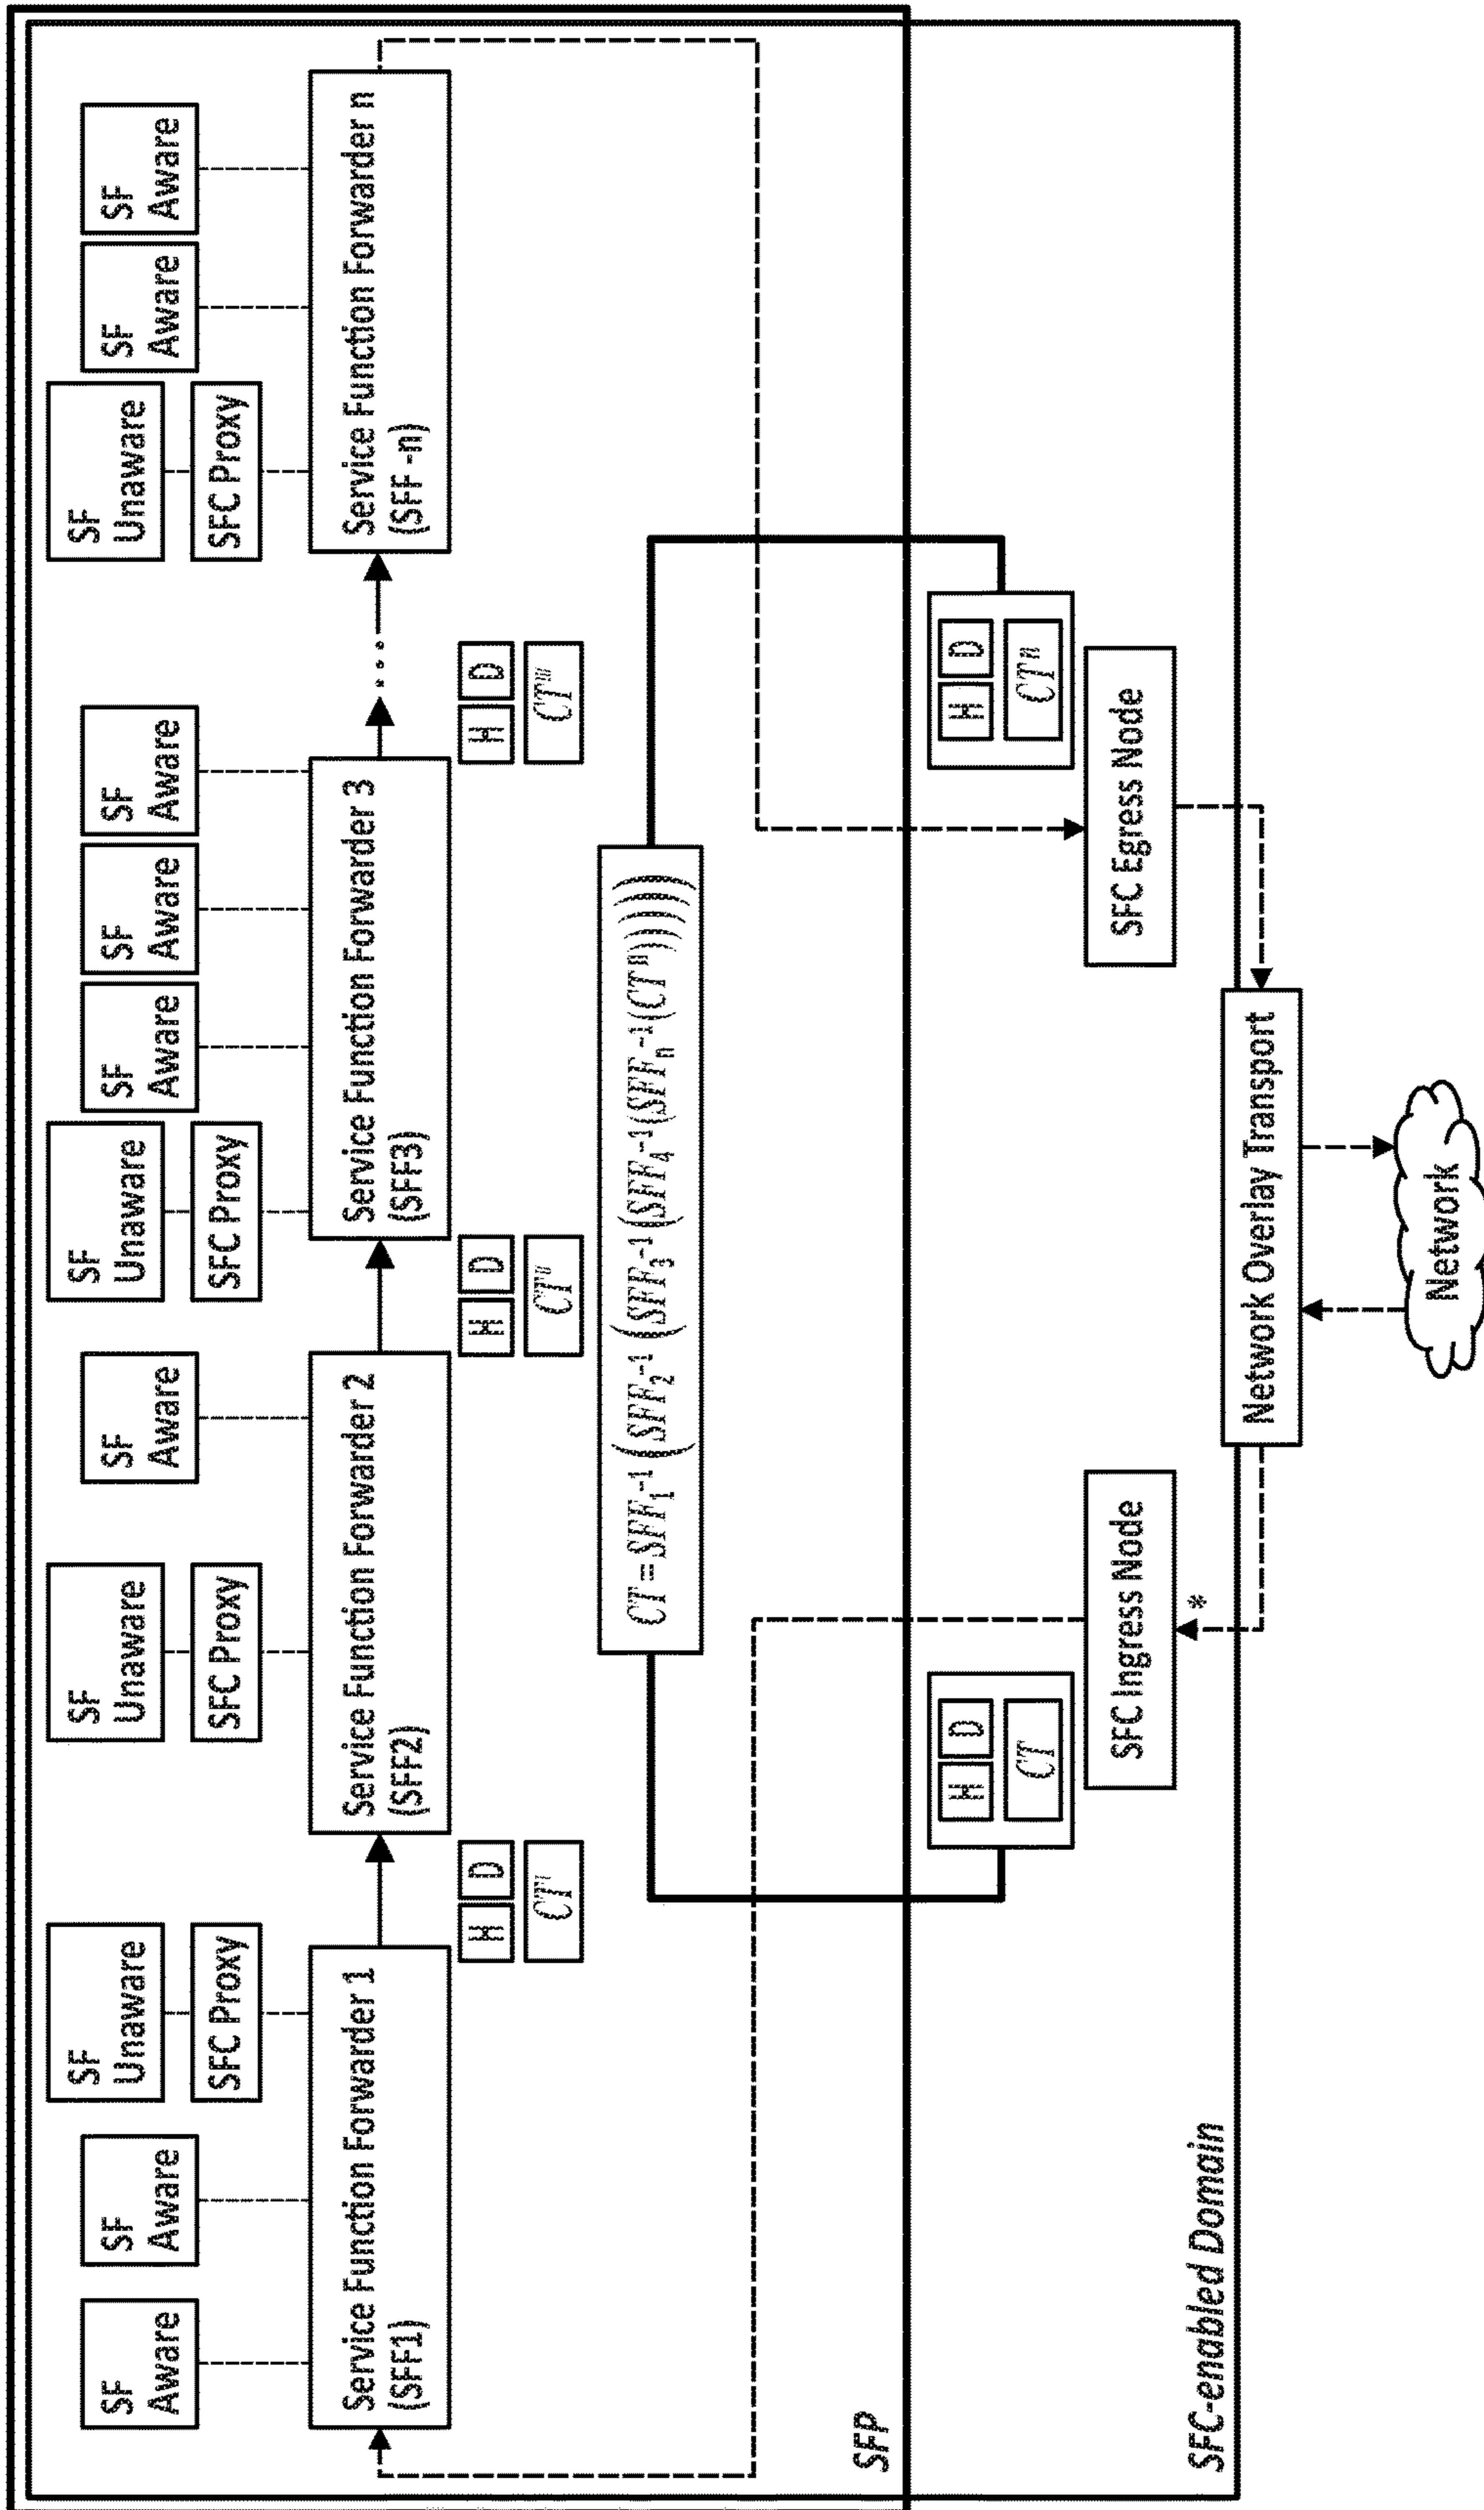 SF
Aware
SF
Aware
SF
Unaware
SFC Proxy
SF
Unaware
SFC Proxy
SF
Aware
SF
Unaware
SFC Proxy
SF
Aware
SF
Aware
SF
Aware
SF
Unaware
SFC Proxy
SF
Aware
SF
Aware
Service Function Forwarder 1
(SFF1)
Service Function Forwarder 2
(SFF2)
Service Function Forwarder 3
(SFF3)
....
Service Function Forwarder n
(SFF -n)
H D
CT'
H D
CT''
H D
CT'''
CT = SFF₁⁻¹ (SFF₂⁻¹ (SFF₃⁻¹(SFF₄⁻¹(SFFₙ⁻¹(CTⁿ))))))))
SFP
H D
CT
H D
CTⁿ
SFC Ingress Node
*
SFC Egress Node
SFC-enabled Domain
Network Overlay Transport
Network